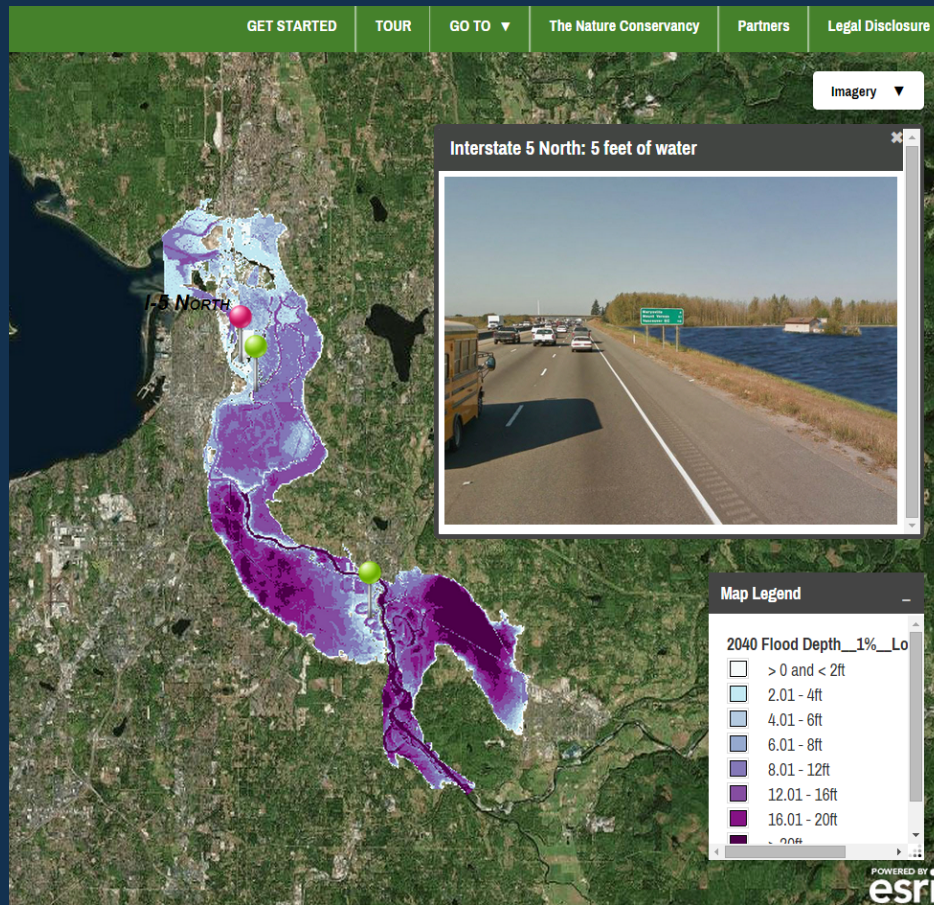 GET STARTED
TOUR
GO TO ▼
The Nature Conservancy
Partners
Legal Disclosure
Imagery ▼
Interstate 5 North: 5 feet of water
I-5 North
Map Legend
2040 Flood Depth__1%__Lo
> 0 and < 2ft
2.01 - 4ft
4.01 - 6ft
6.01 - 8ft
8.01 - 12ft
12.01 - 16ft
16.01 - 20ft
> 20ft
POWERED BY
esri